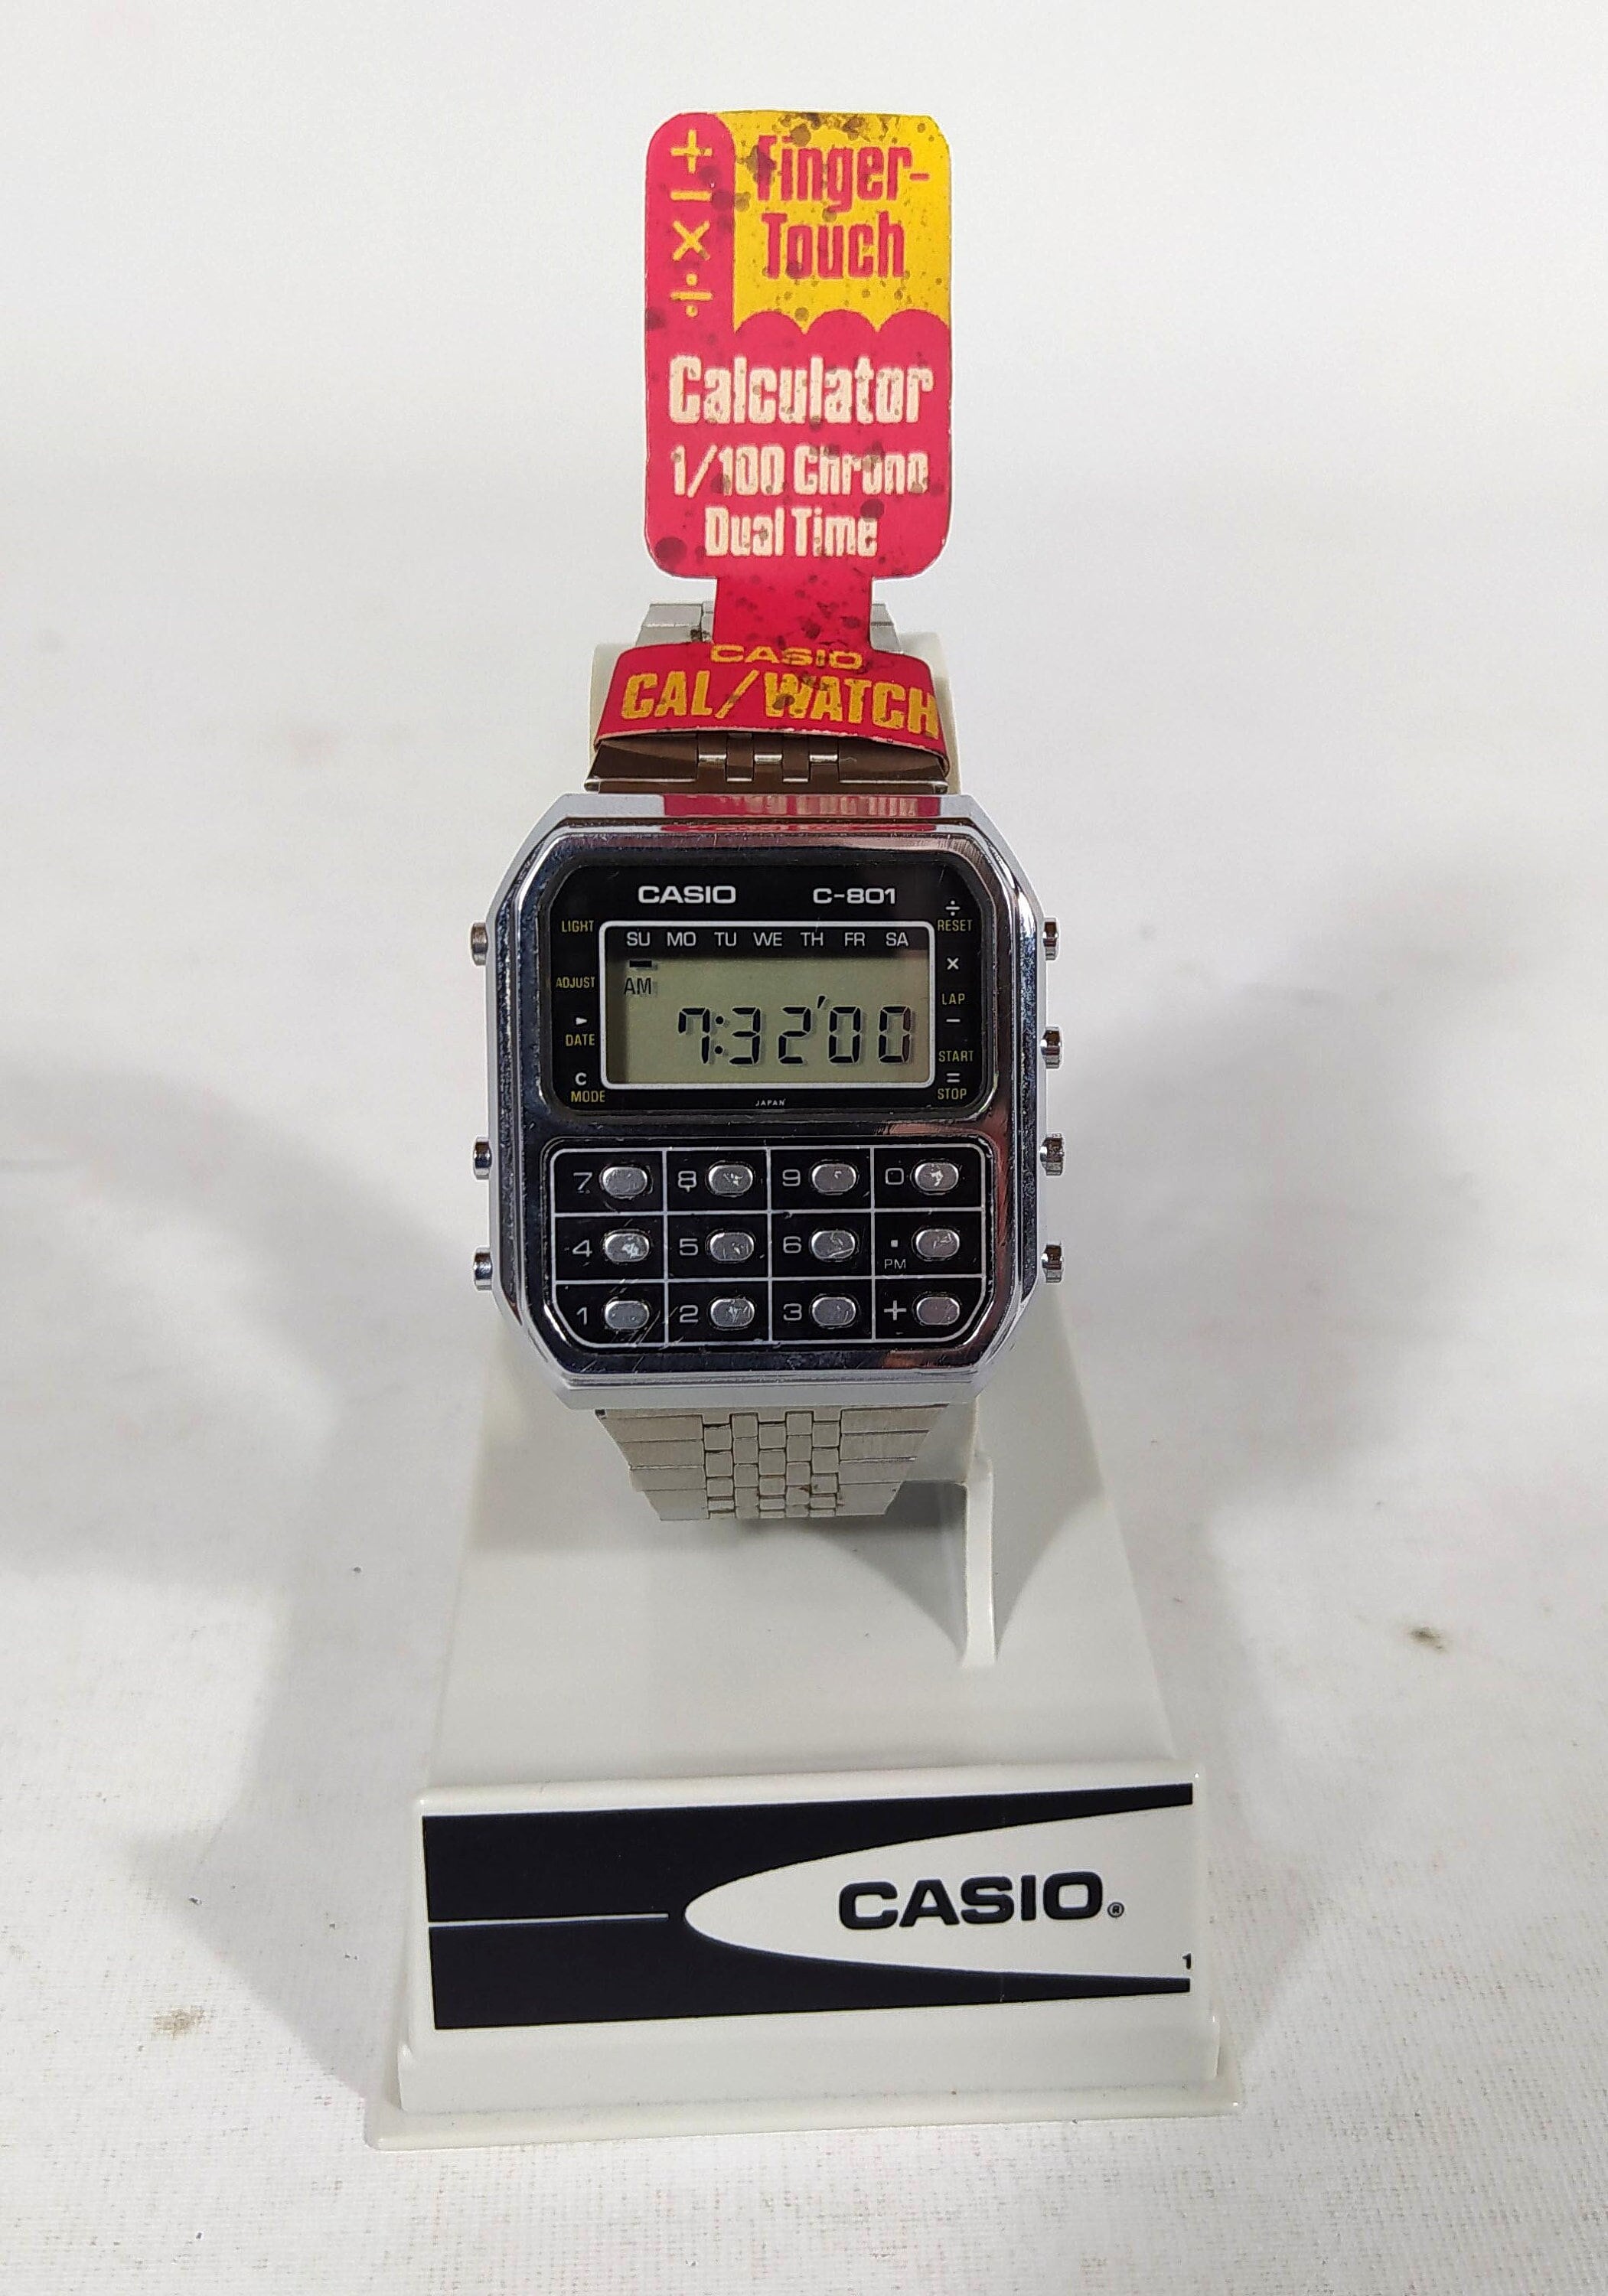 + - × ÷
Finger-
Touch
Calculator
1/100 Chrono
Dual Time
CASIO
CAL/WATCH
CASIO C-801
÷
LIGHT RESET
SU MO TU WE TH FR SA
×
ADJUST AM
LAP
7:32'00 −
DATE START
C =
MODE STOP
JAPAN
7 8 9 0
4 5 6 .
PM
1 2 3 +
CASIO®
1